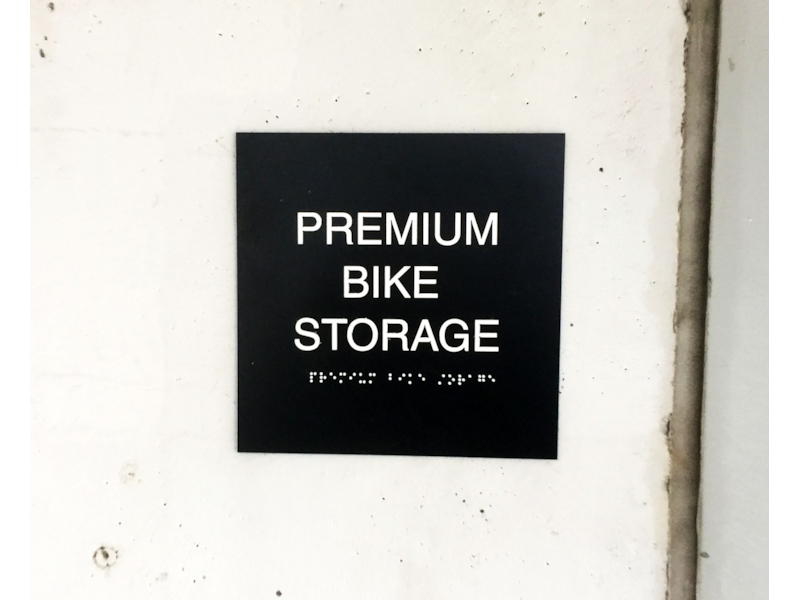 PREMIUM
BIKE
STORAGE
⠏⠗⠑⠍⠊⠥⠍ ⠃⠊⠅⠑ ⠌⠕⠗⠁⠛⠑